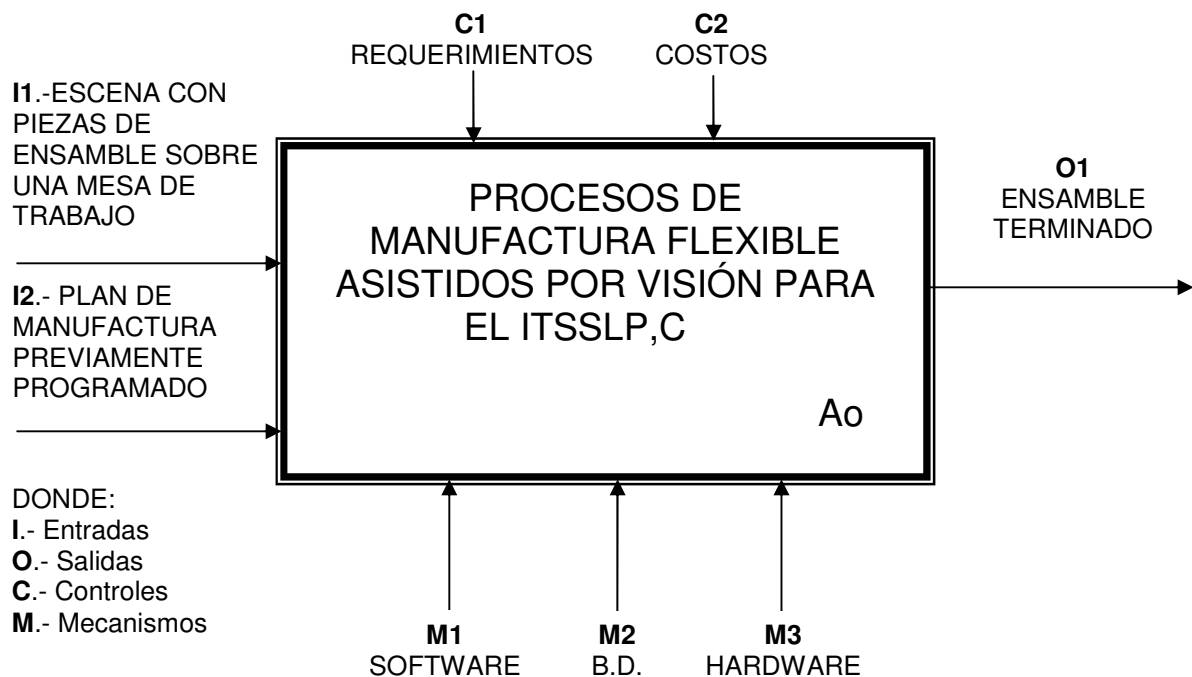 C1
REQUERIMIENTOS
C2
COSTOS
I1.-ESCENA CON
PIEZAS DE
ENSAMBLE SOBRE
UNA MESA DE
TRABAJO
I2.- PLAN DE
MANUFACTURA
PREVIAMENTE
PROGRAMADO
PROCESOS DE
MANUFACTURA FLEXIBLE
ASISTIDOS POR VISIÓN PARA
EL ITSSLP,C
Ao
O1
ENSAMBLE
TERMINADO
DONDE:
I.- Entradas
O.- Salidas
C.- Controles
M.- Mecanismos
M1
SOFTWARE
M2
B.D.
M3
HARDWARE